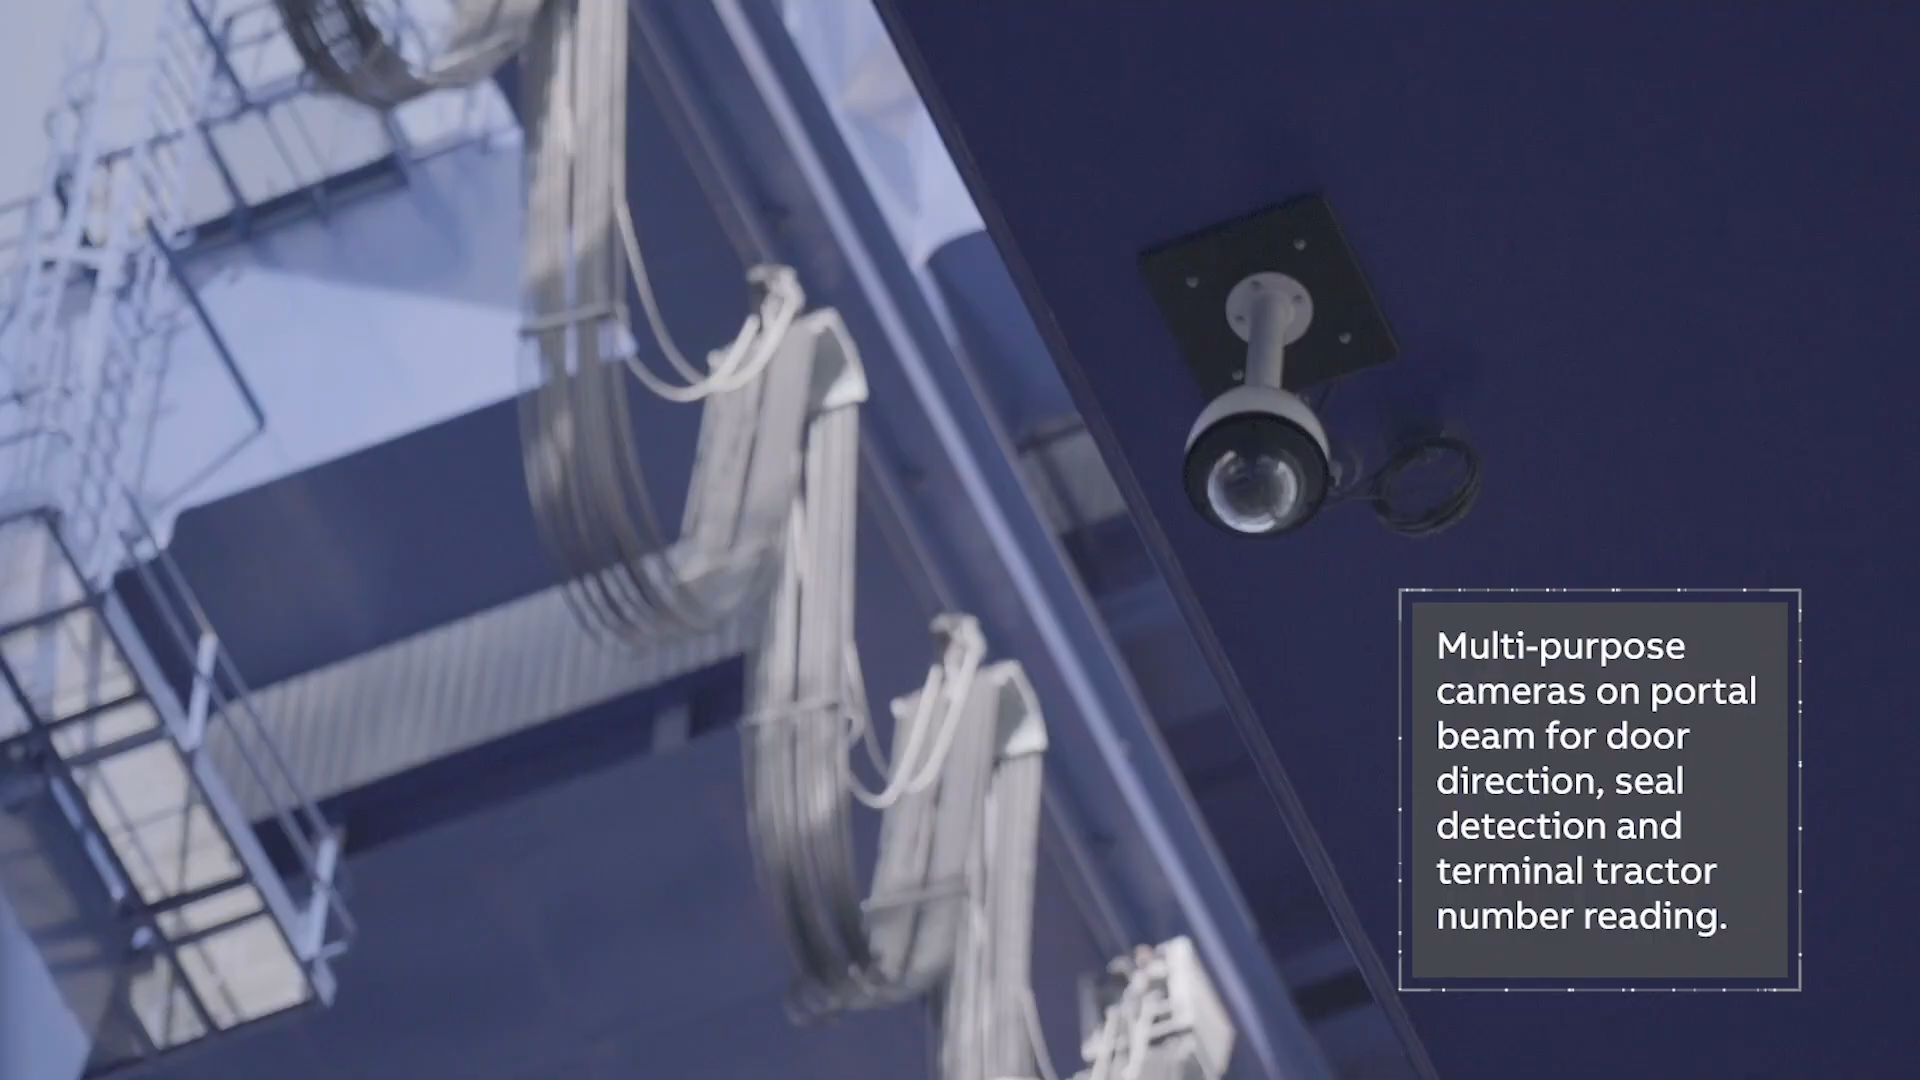 Multi-purpose
cameras on portal
beam for door
direction, seal
detection and
terminal tractor
number reading.